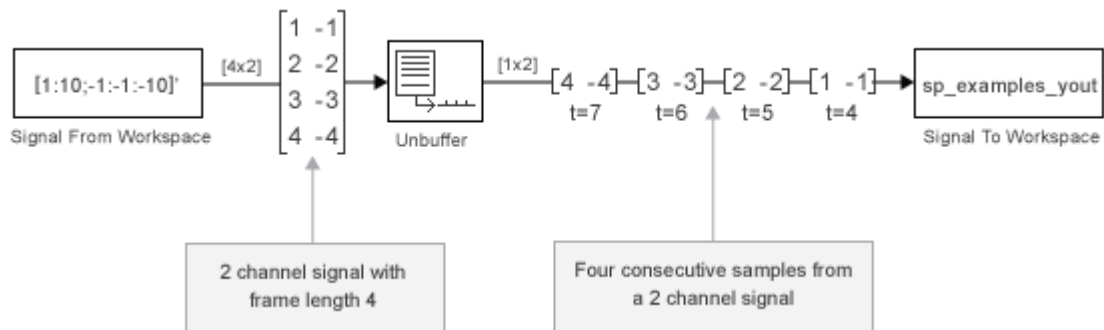 [1:10;-1:-1:-10]'
Signal From Workspace
[4x2]
1 -1
2 -2
3 -3
4 -4
Unbuffer
[1x2]
[4 -4] [3 -3] [2 -2] [1 -1]
t=7 t=6 t=5 t=4
sp_examples_yout
Signal To Workspace
2 channel signal with
frame length 4
Four consecutive samples from
a 2 channel signal